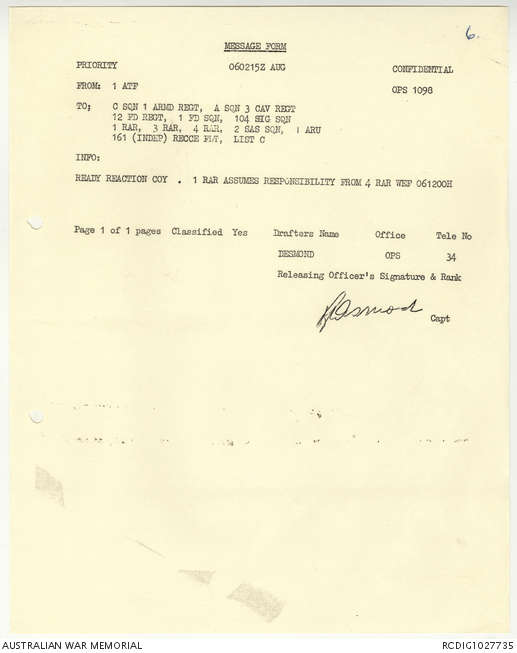 6.
MESSAGE FORM
PRIORITY 060215Z AUG CONFIDENTIAL
FROM: 1 ATF OPS 1098
TO: C SQN 1 ARMD REGT, A SQN 3 CAV REGT
12 FD REGT, 1 FD SQN, 104 SIG SQN
1 RAR, 3 RAR, 4 RAR, 2 SAS SQN, 1 ARU
161 (INDEP) RECCE FLT, LIST C
INFO:
READY REACTION COY . 1 RAR ASSUMES RESPONSIBILITY FROM 4 RAR WEF 061200H
Page 1 of 1 pages Classified Yes Drafters Name Office Tele No
DESMOND OPS 34
Releasing Officer's Signature & Rank
Desmond Capt
AUSTRALIAN WAR MEMORIAL RCDIG1027735